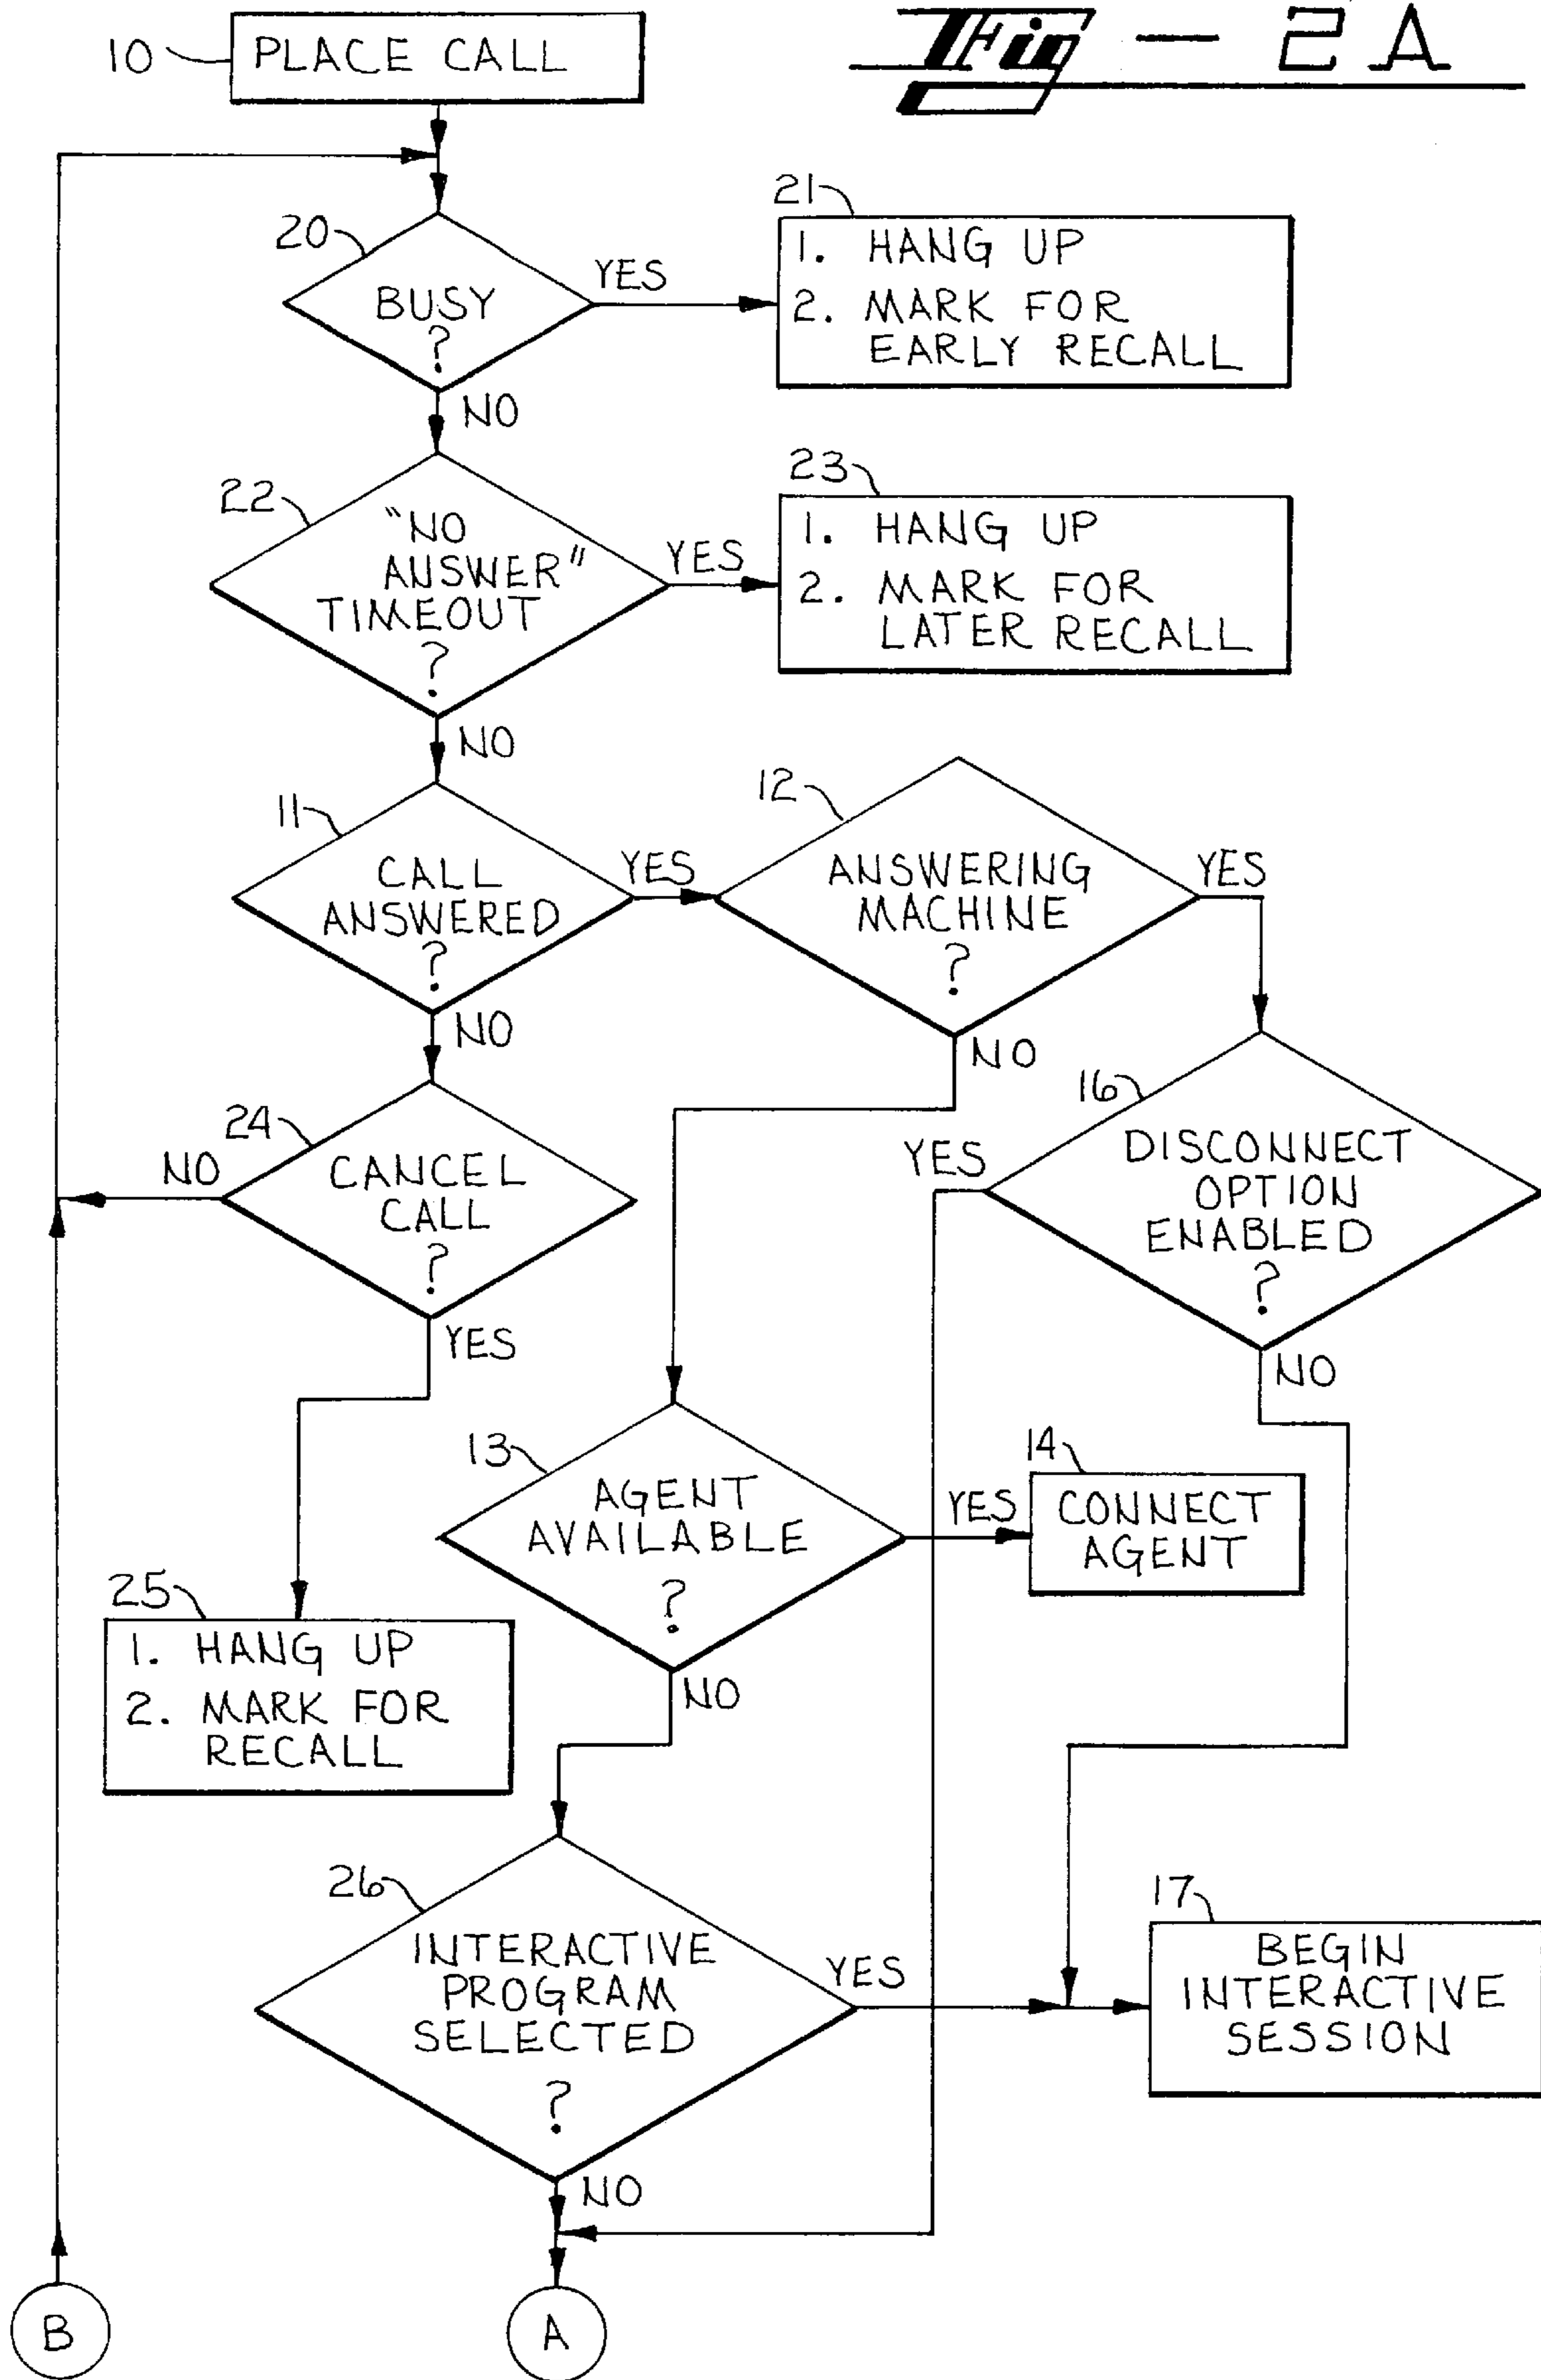 Fig - 2A
10
PLACE CALL
20
BUSY
?
YES
NO
21
1. HANG UP
2. MARK FOR
EARLY RECALL
22
"NO
ANSWER"
TIMEOUT
?
YES
NO
23
1. HANG UP
2. MARK FOR
LATER RECALL
11
CALL
ANSWERED
?
YES
NO
12
ANSWERING
MACHINE
?
YES
NO
24
CANCEL
CALL
?
NO
YES
16
DISCONNECT
OPTION
ENABLED
?
YES
NO
13
AGENT
AVAILABLE
?
YES
NO
14
CONNECT
AGENT
25
1. HANG UP
2. MARK FOR
RECALL
26
INTERACTIVE
PROGRAM
SELECTED
?
YES
NO
17
BEGIN
INTERACTIVE
SESSION
B
A